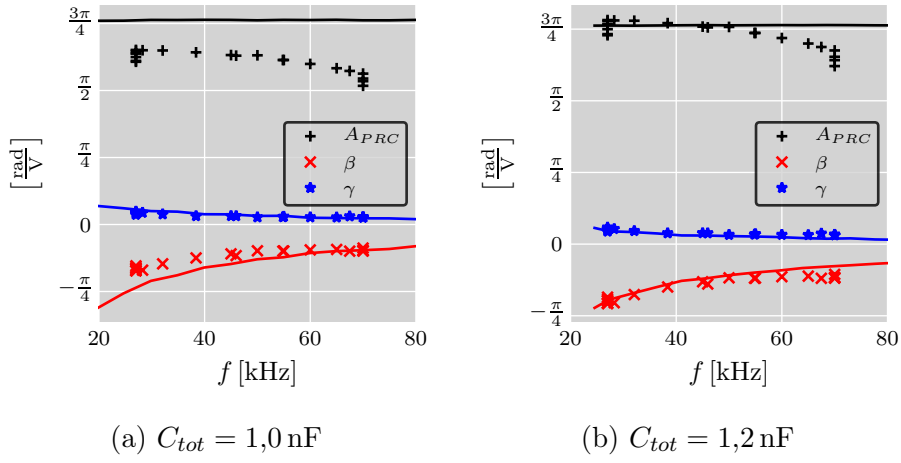 3π/4
π/2
π/4
0
−π/4
[rad/V]
A_PRC
β
γ
20 40 60 80
f [kHz]
(a) C_tot = 1,0 nF
3π/4
π/2
π/4
0
−π/4
[rad/V]
A_PRC
β
γ
20 40 60 80
f [kHz]
(b) C_tot = 1,2 nF